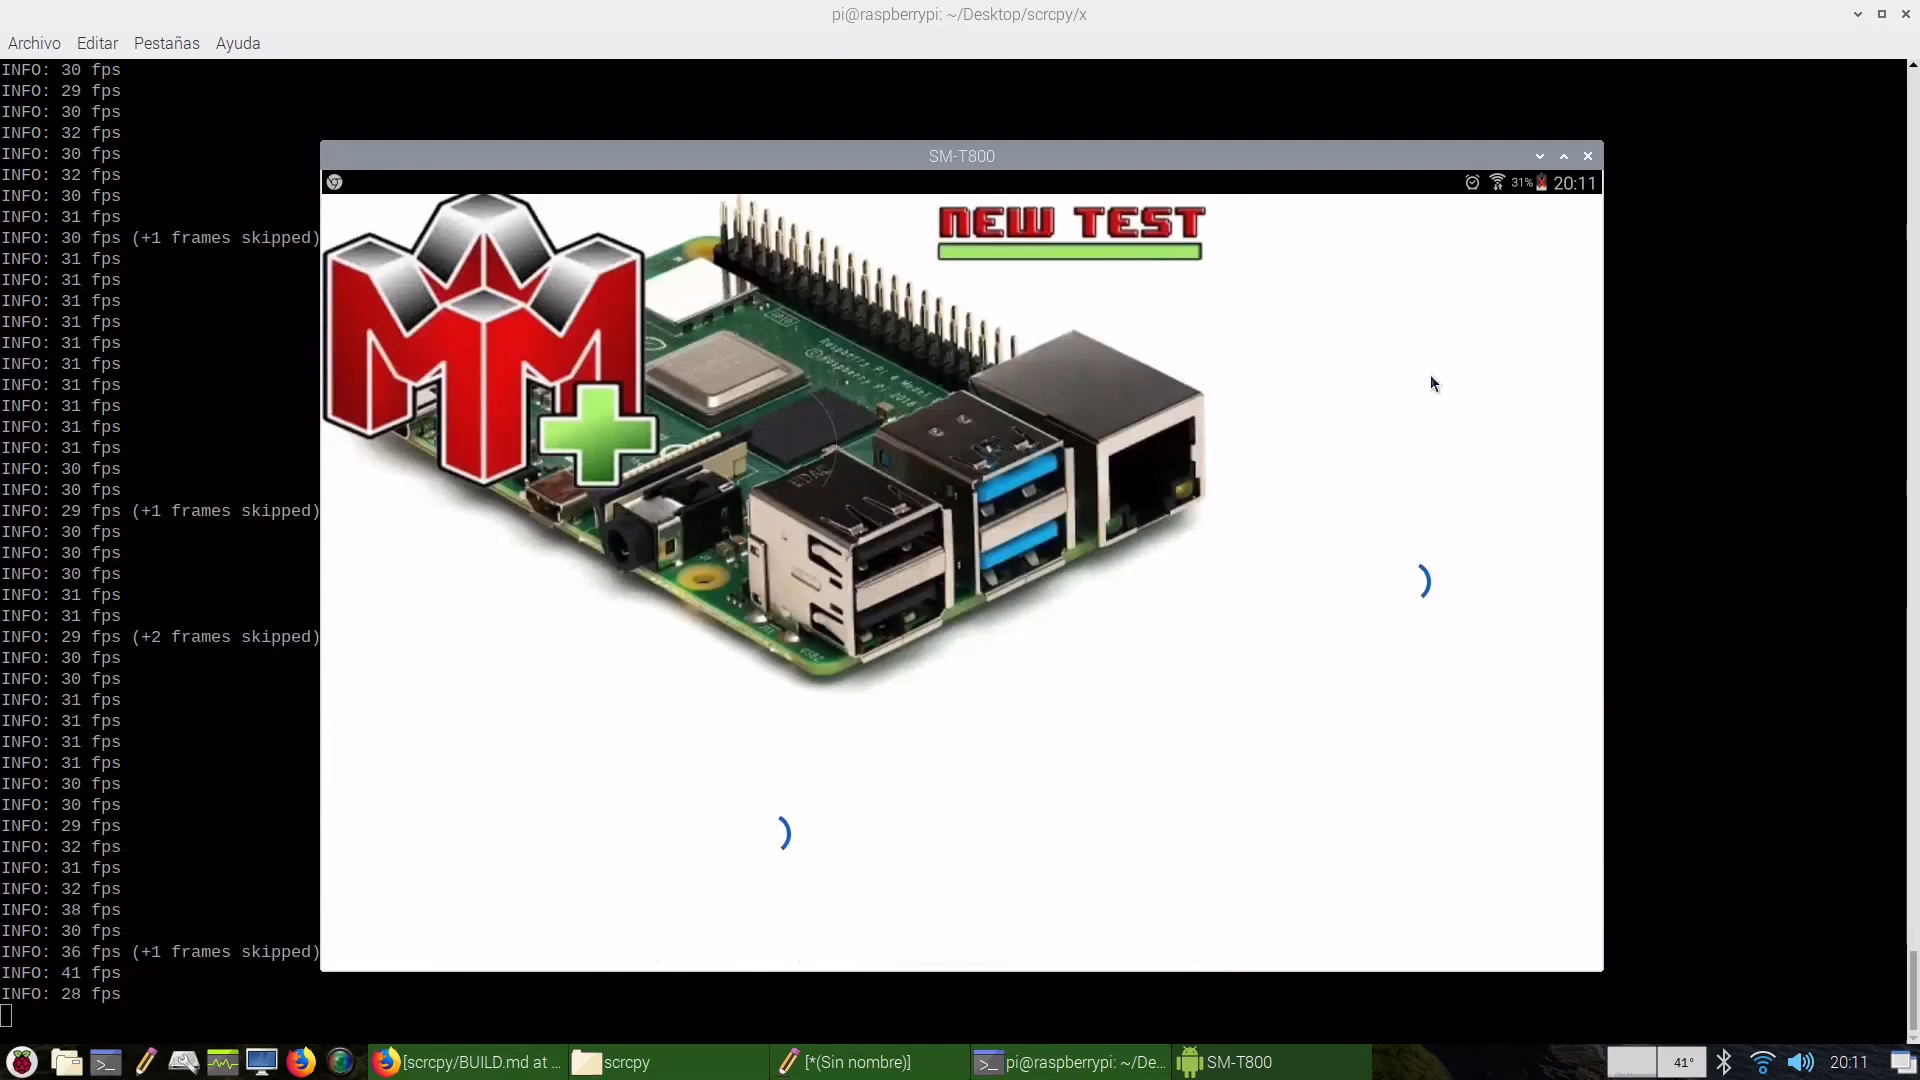 pi@raspberrypi: ~/Desktop/scrcpy/x
Archivo Editar Pestañas Ayuda
INFO: 30 fps
INFO: 29 fps
INFO: 30 fps
INFO: 32 fps
INFO: 30 fps
INFO: 32 fps
INFO: 30 fps
INFO: 31 fps
INFO: 30 fps (+1 frames skipped)
INFO: 31 fps
INFO: 31 fps
INFO: 31 fps
INFO: 31 fps
INFO: 31 fps
INFO: 31 fps
INFO: 31 fps
INFO: 31 fps
INFO: 31 fps
INFO: 31 fps
INFO: 30 fps
INFO: 30 fps
INFO: 29 fps (+1 frames skipped)
INFO: 30 fps
INFO: 30 fps
INFO: 30 fps
INFO: 31 fps
INFO: 31 fps
INFO: 29 fps (+2 frames skipped)
INFO: 30 fps
INFO: 30 fps
INFO: 31 fps
INFO: 31 fps
INFO: 31 fps
INFO: 31 fps
INFO: 30 fps
INFO: 30 fps
INFO: 29 fps
INFO: 32 fps
INFO: 31 fps
INFO: 32 fps
INFO: 38 fps
INFO: 30 fps
INFO: 36 fps (+1 frames skipped)
INFO: 41 fps
INFO: 28 fps
SM-T800
31% 20:11
NEW TEST
Raspberry Pi 4 Model
© Raspberry Pi 2018
[scrcpy/BUILD.md at ... scrcpy [*(Sin nombre)] pi@raspberrypi: ~/De... SM-T800 41° 20:11